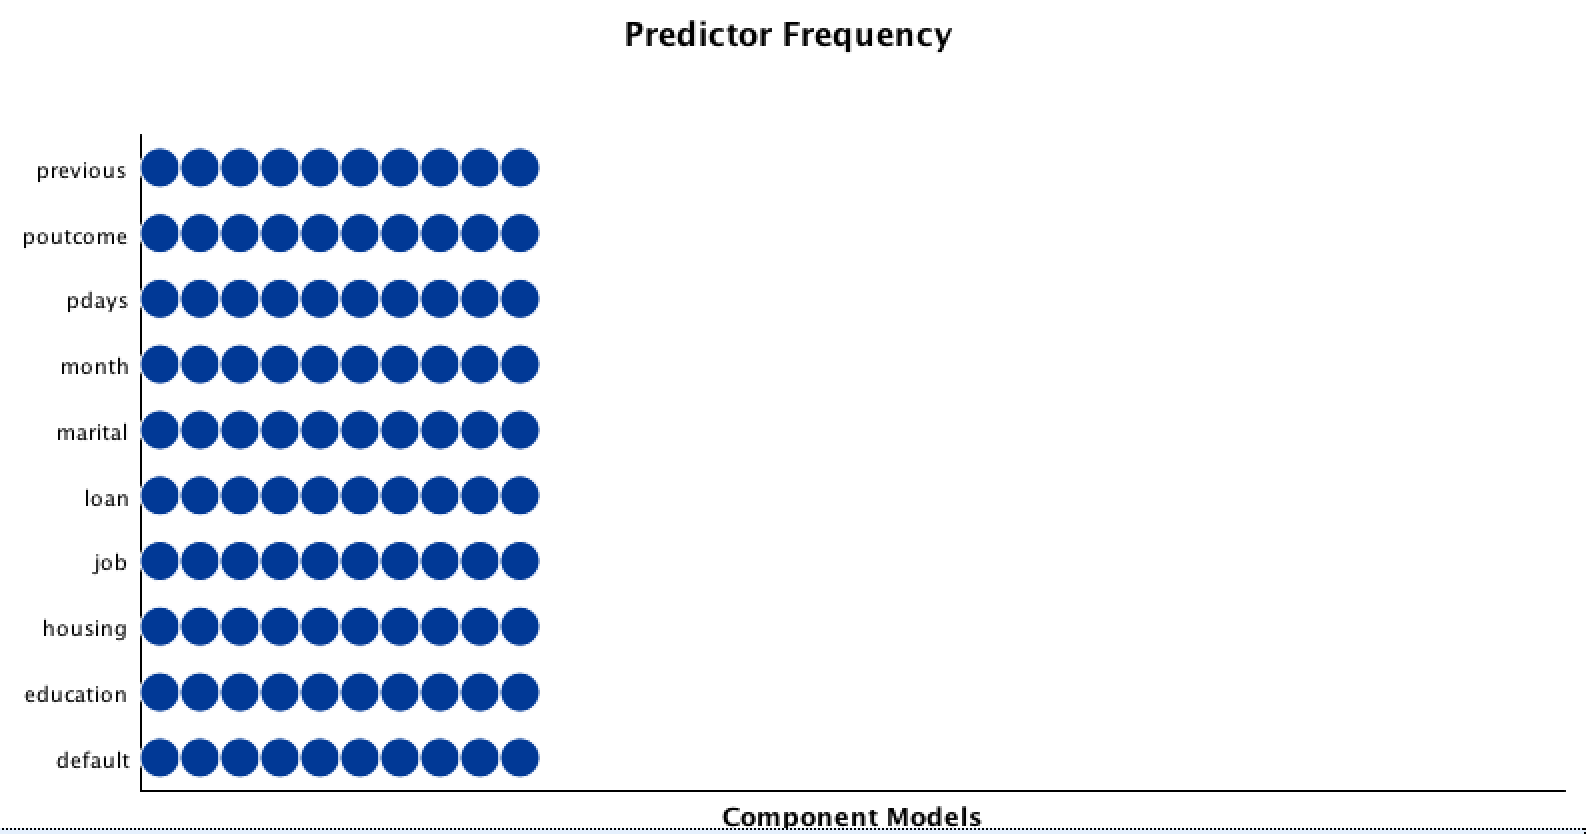 Predictor Frequency
previous
poutcome
pdays
month
marital
loan
job
housing
education
default
Component Models